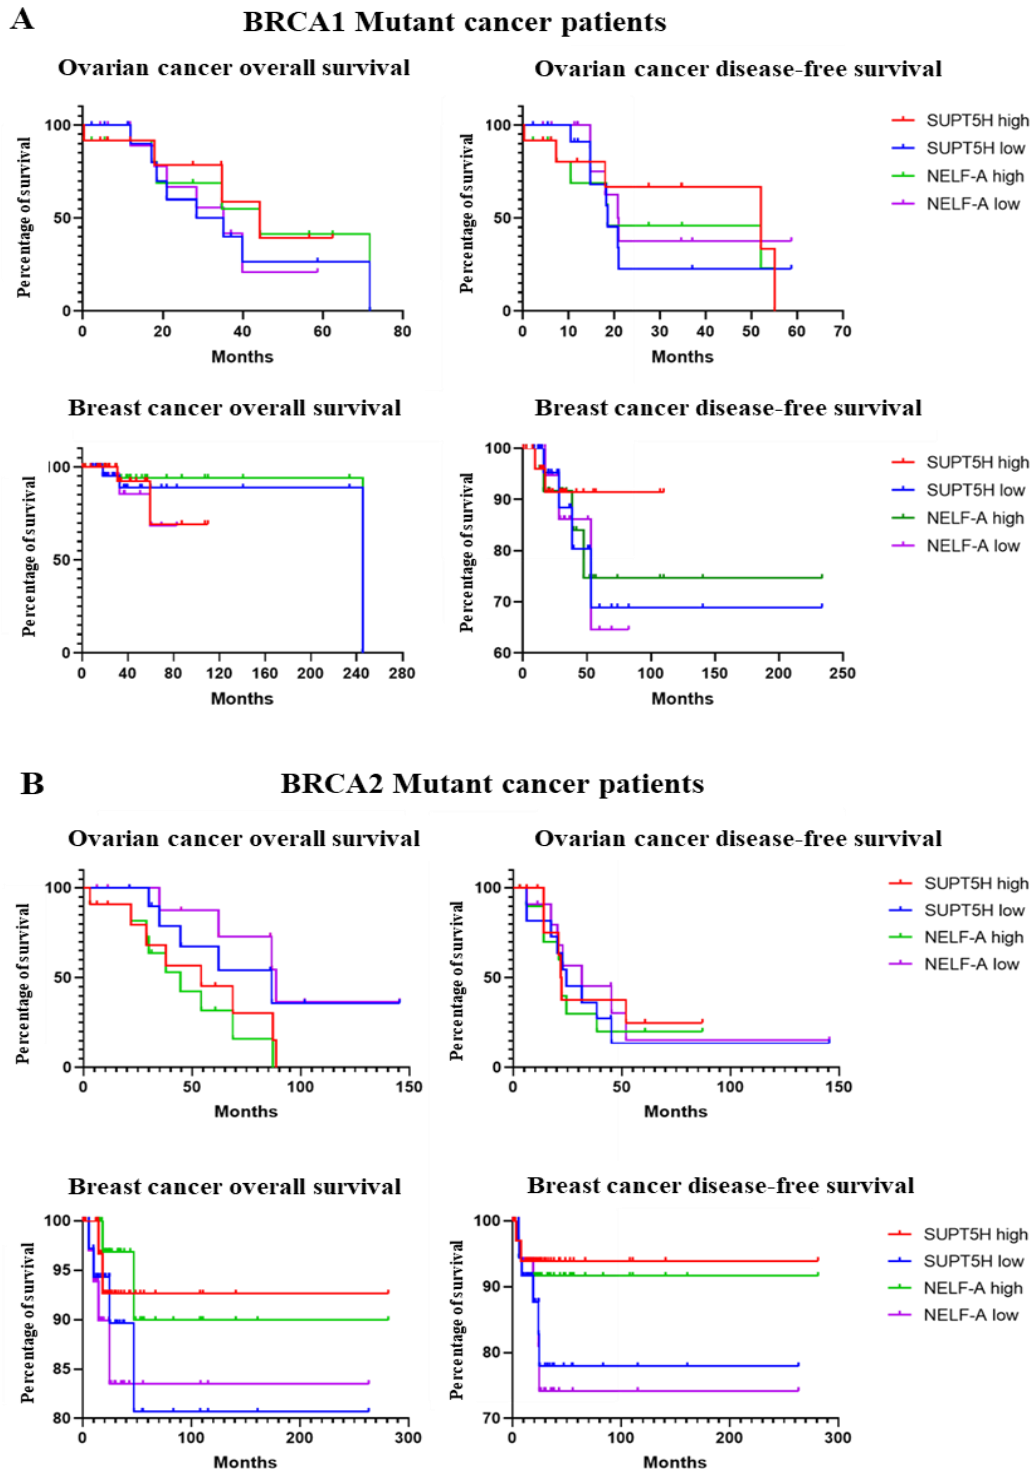 A
BRCA1 Mutant cancer patients
Ovarian cancer overall survival
Percentage of survival
100
50
0
0 20 40 60 80
Months
Ovarian cancer disease-free survival
Percentage of survival
100
50
0
0 10 20 30 40 50 60 70
Months
SUPT5H high
SUPT5H low
NELF-A high
NELF-A low
Breast cancer overall survival
Percentage of survival
100
50
0
0 40 80 120 160 200 240 280
Months
Breast cancer disease-free survival
Percentage of survival
100
90
80
70
60
0 50 100 150 200 250
Months
SUPT5H high
SUPT5H low
NELF-A high
NELF-A low
B
BRCA2 Mutant cancer patients
Ovarian cancer overall survival
Percentage of survival
100
50
0
0 50 100 150
Months
Ovarian cancer disease-free survival
Percentage of survival
100
50
0
0 50 100 150
Months
SUPT5H high
SUPT5H low
NELF-A high
NELF-A low
Breast cancer overall survival
Percentage of survival
100
95
90
85
80
0 100 200 300
Months
Breast cancer disease-free survival
Percentage of survival
100
90
80
70
0 100 200 300
Months
SUPT5H high
SUPT5H low
NELF-A high
NELF-A low